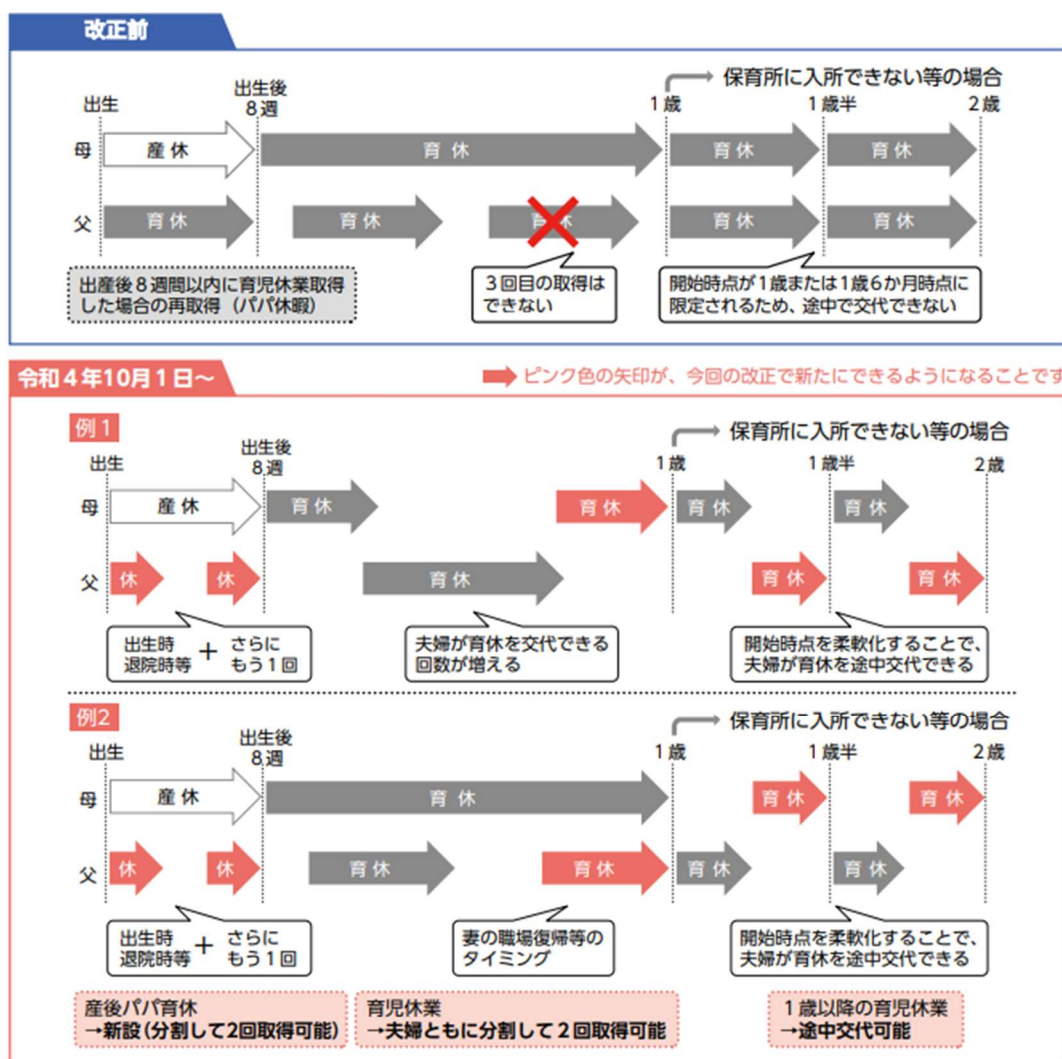 改正前
保育所に入所できない等の場合
出生
出生後
8週
1歳
1歳半
2歳
母
産休
育休
育休
育休
父
育休
育休
育休
育休
育休
出産後8週間以内に育児休業取得
した場合の再取得（パパ休暇）
3回目の取得は
できない
開始時点が1歳または1歳6か月時点に
限定されるため、途中で交代できない
令和4年10月1日～
ピンク色の矢印が、今回の改正で新たにできるようになることです
例1
保育所に入所できない等の場合
出生
出生後
8週
1歳
1歳半
2歳
母
産休
育休
育休
育休
育休
父
休
休
育休
育休
育休
出生時
退院時等
＋
さらに
もう1回
夫婦が育休を交代できる
回数が増える
開始時点を柔軟化することで、
夫婦が育休を途中交代できる
例2
保育所に入所できない等の場合
出生
出生後
8週
1歳
1歳半
2歳
母
産休
育休
育休
育休
父
休
休
育休
育休
育休
育休
出生時
退院時等
＋
さらに
もう1回
妻の職場復帰等の
タイミング
開始時点を柔軟化することで、
夫婦が育休を途中交代できる
産後パパ育休
→新設（分割して2回取得可能）
育児休業
→夫婦ともに分割して2回取得可能
1歳以降の育児休業
→途中交代可能